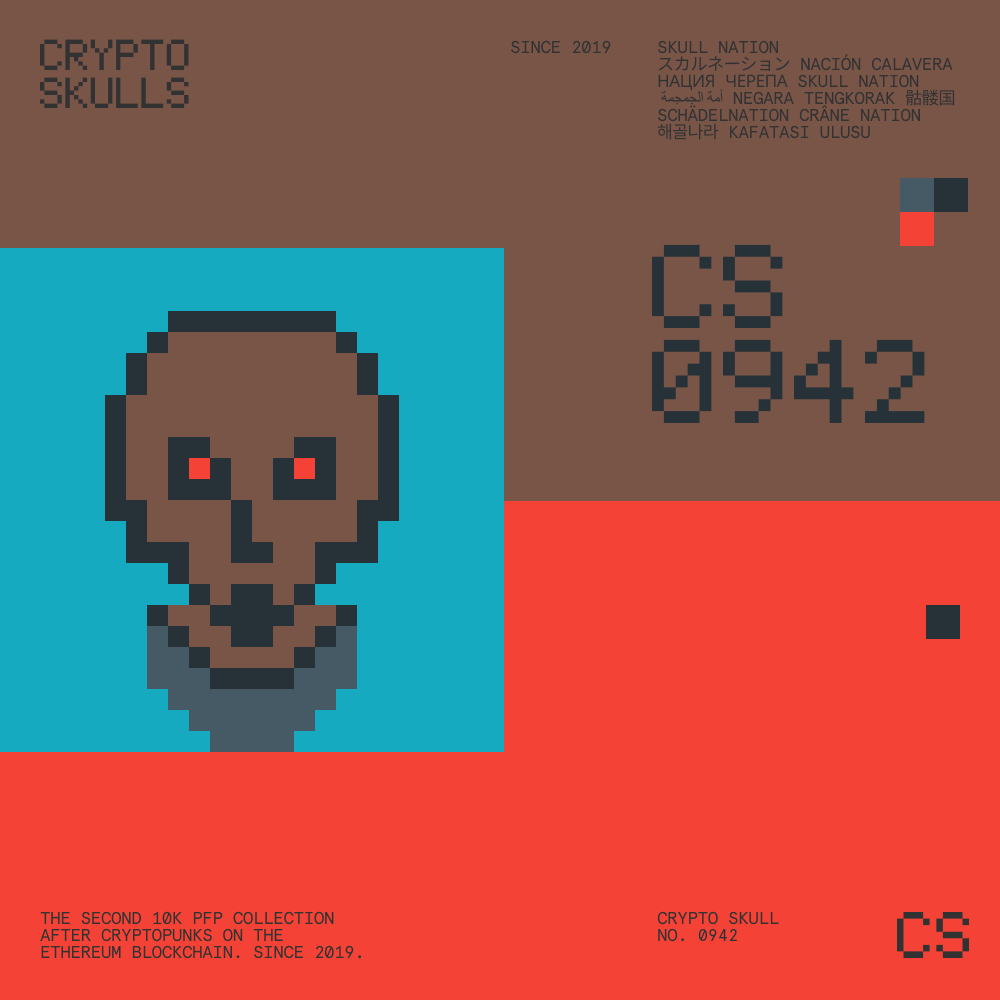 CRYPTO
SKULLS
SINCE 2019
SKULL NATION
スカルネーション NACIÓN CALAVERA
НАЦИЯ ЧЕРЕПА SKULL NATION
أمة الجمجمة NEGARA TENGKORAK 骷髅国
SCHÄDELNATION CRÂNE NATION
해골나라 KAFATASI ULUSU
CS
0942
THE SECOND 10K PFP COLLECTION
AFTER CRYPTOPUNKS ON THE
ETHEREUM BLOCKCHAIN. SINCE 2019.
CRYPTO SKULL
NO. 0942
CS